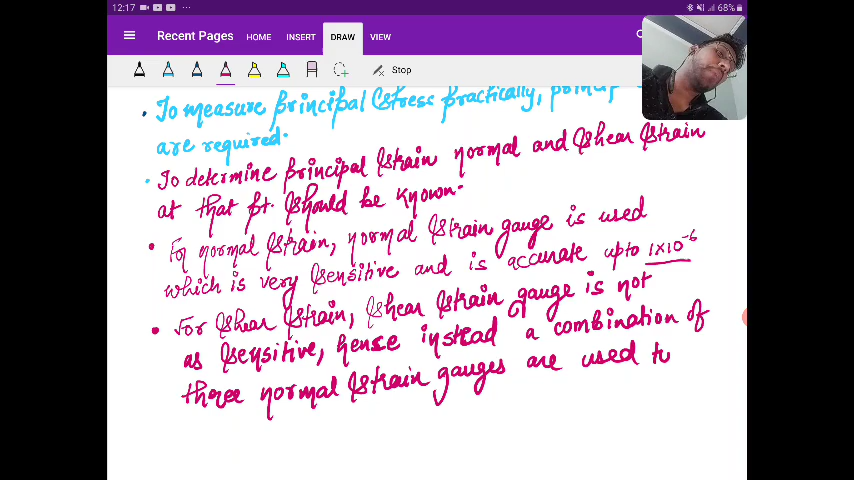 12:17
68%
Recent Pages HOME INSERT DRAW VIEW
Stop
To measure principal stress practically,
are required.
To determine principal strain normal and shear strain
at that pt. should be known.
For normal strain, normal strain gauge is used
which is very sensitive and is accurate upto 1×10⁻⁶
For shear strain, shear strain gauge is not
as sensitive, hence instead a combination of
three normal strain gauges are used to